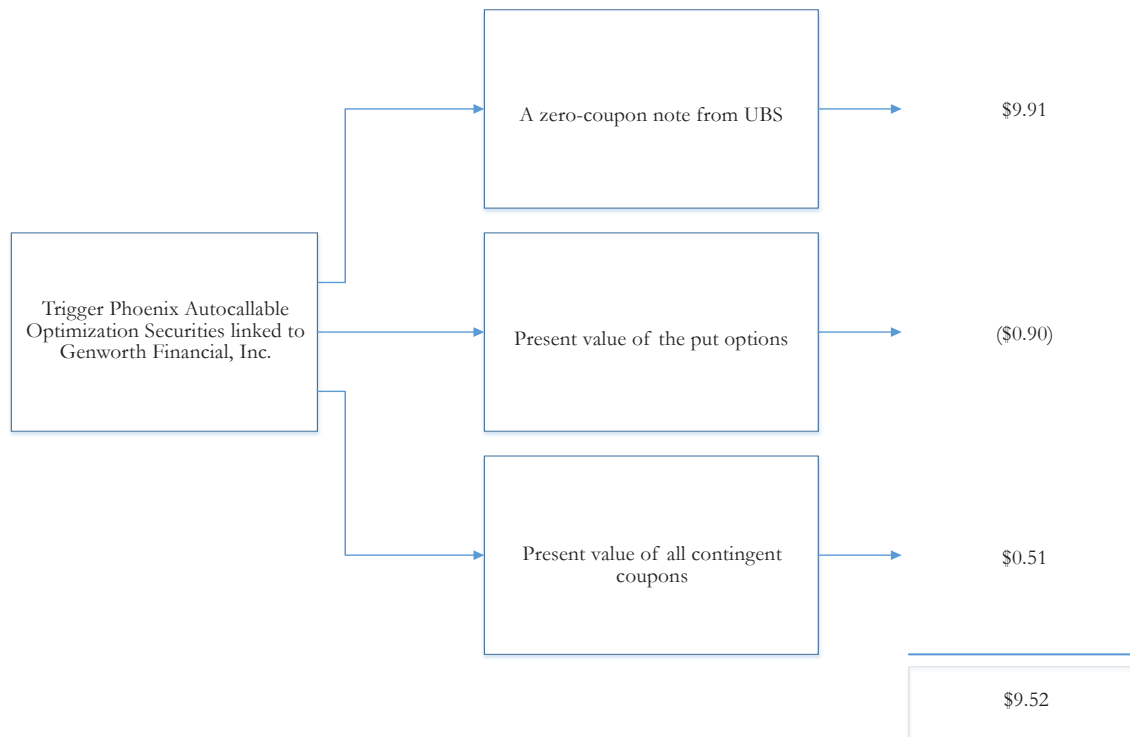 A zero-coupon note from UBS
$9.91
Trigger Phoenix Autocallable
Optimization Securities linked to
Genworth Financial, Inc.
Present value of the put options
($0.90)
Present value of all contingent
coupons
$0.51
$9.52